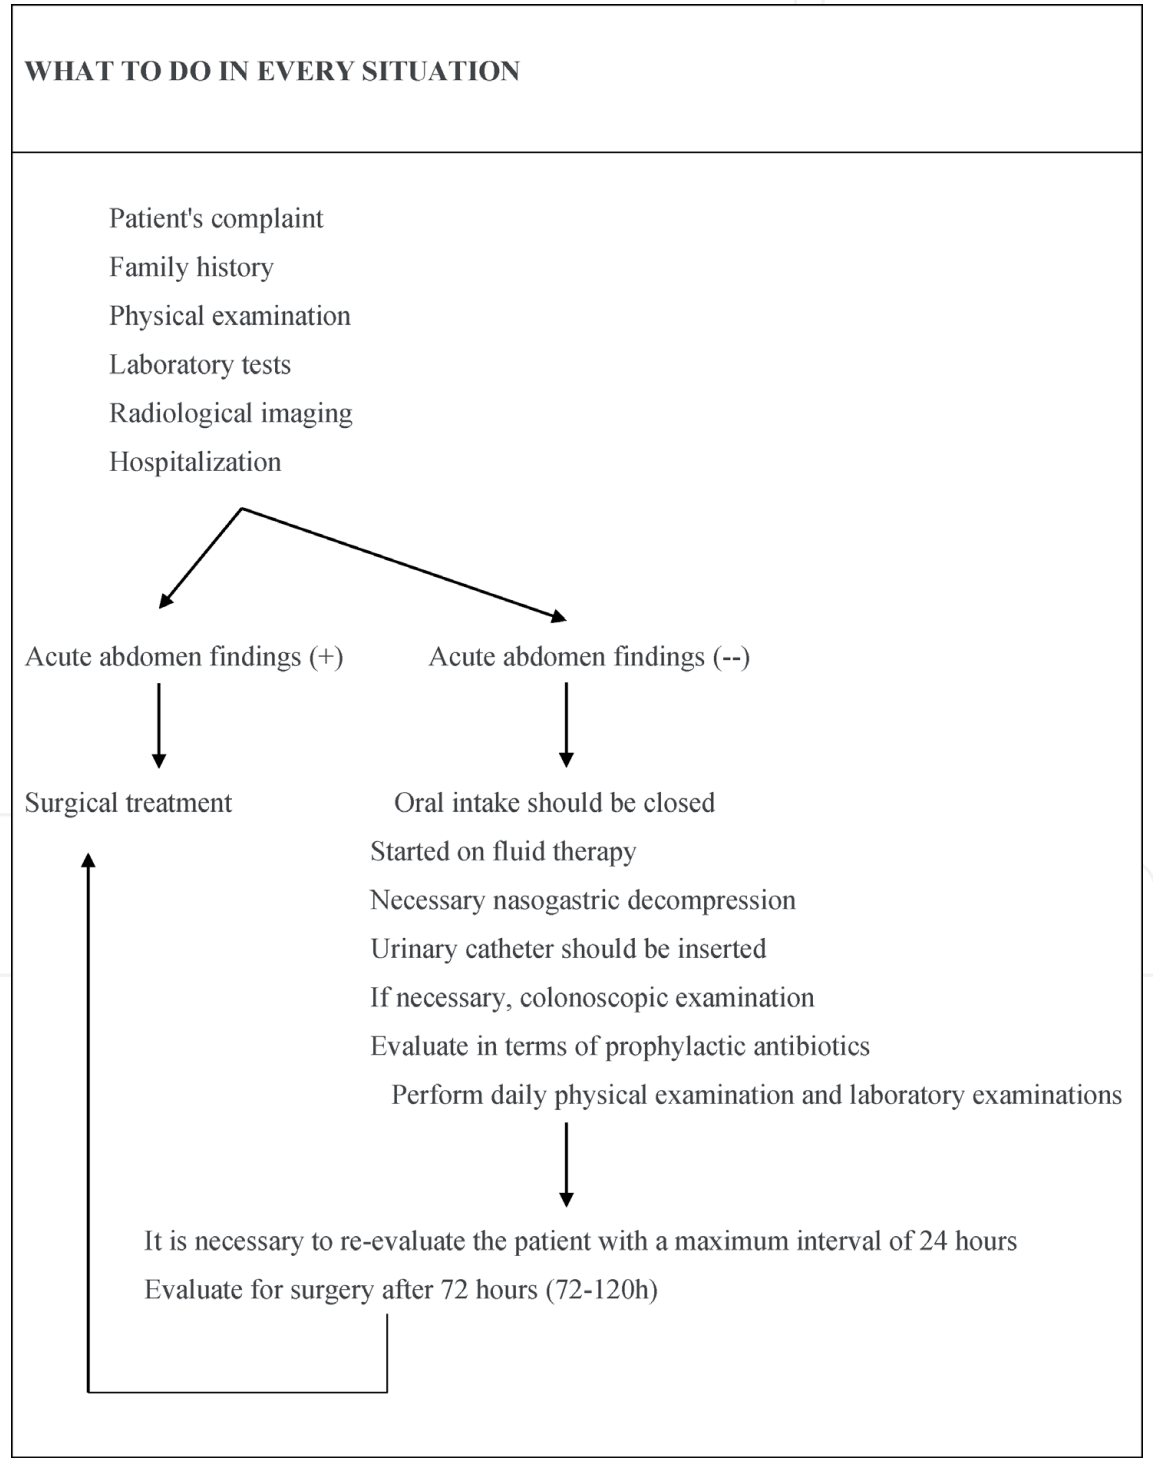 WHAT TO DO IN EVERY SITUATION
Patient's complaint
Family history
Physical examination
Laboratory tests
Radiological imaging
Hospitalization
Acute abdomen findings (+)
Acute abdomen findings (--)
Surgical treatment
Oral intake should be closed
Started on fluid therapy
Necessary nasogastric decompression
Urinary catheter should be inserted
If necessary, colonoscopic examination
Evaluate in terms of prophylactic antibiotics
Perform daily physical examination and laboratory examinations
It is necessary to re-evaluate the patient with a maximum interval of 24 hours
Evaluate for surgery after 72 hours (72-120h)